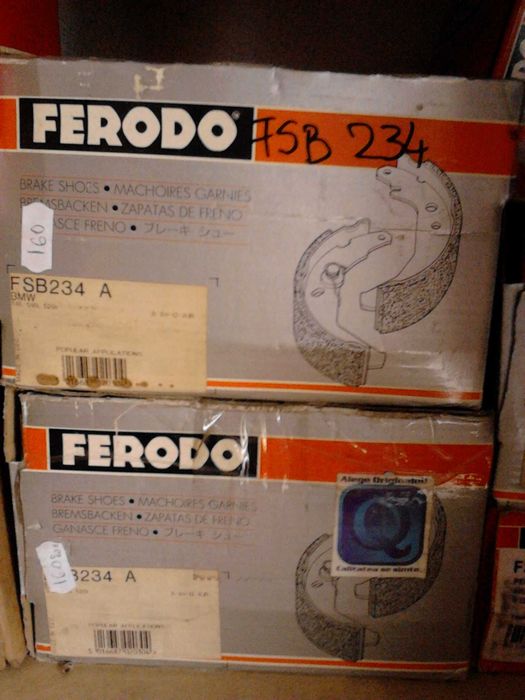 FERODO
FSB 234
BRAKE SHOES • MACHOIRES GARNIES
BREMSBACKEN • ZAPATAS DE FRENO
GANASCE FRENO • ブレーキ シュー
160
FSB234 A
3MW
POPULAR APPLICATIONS
FERODO
BRAKE SHOES • MACHOIRES GARNIES
BREMSBACKEN • ZAPATAS DE FRENO
GANASCE FRENO • ブレーキ シュー
Alege Originalul!
Q
Calitatea se simte.
160
B234 A
POPULAR APPLICATIONS